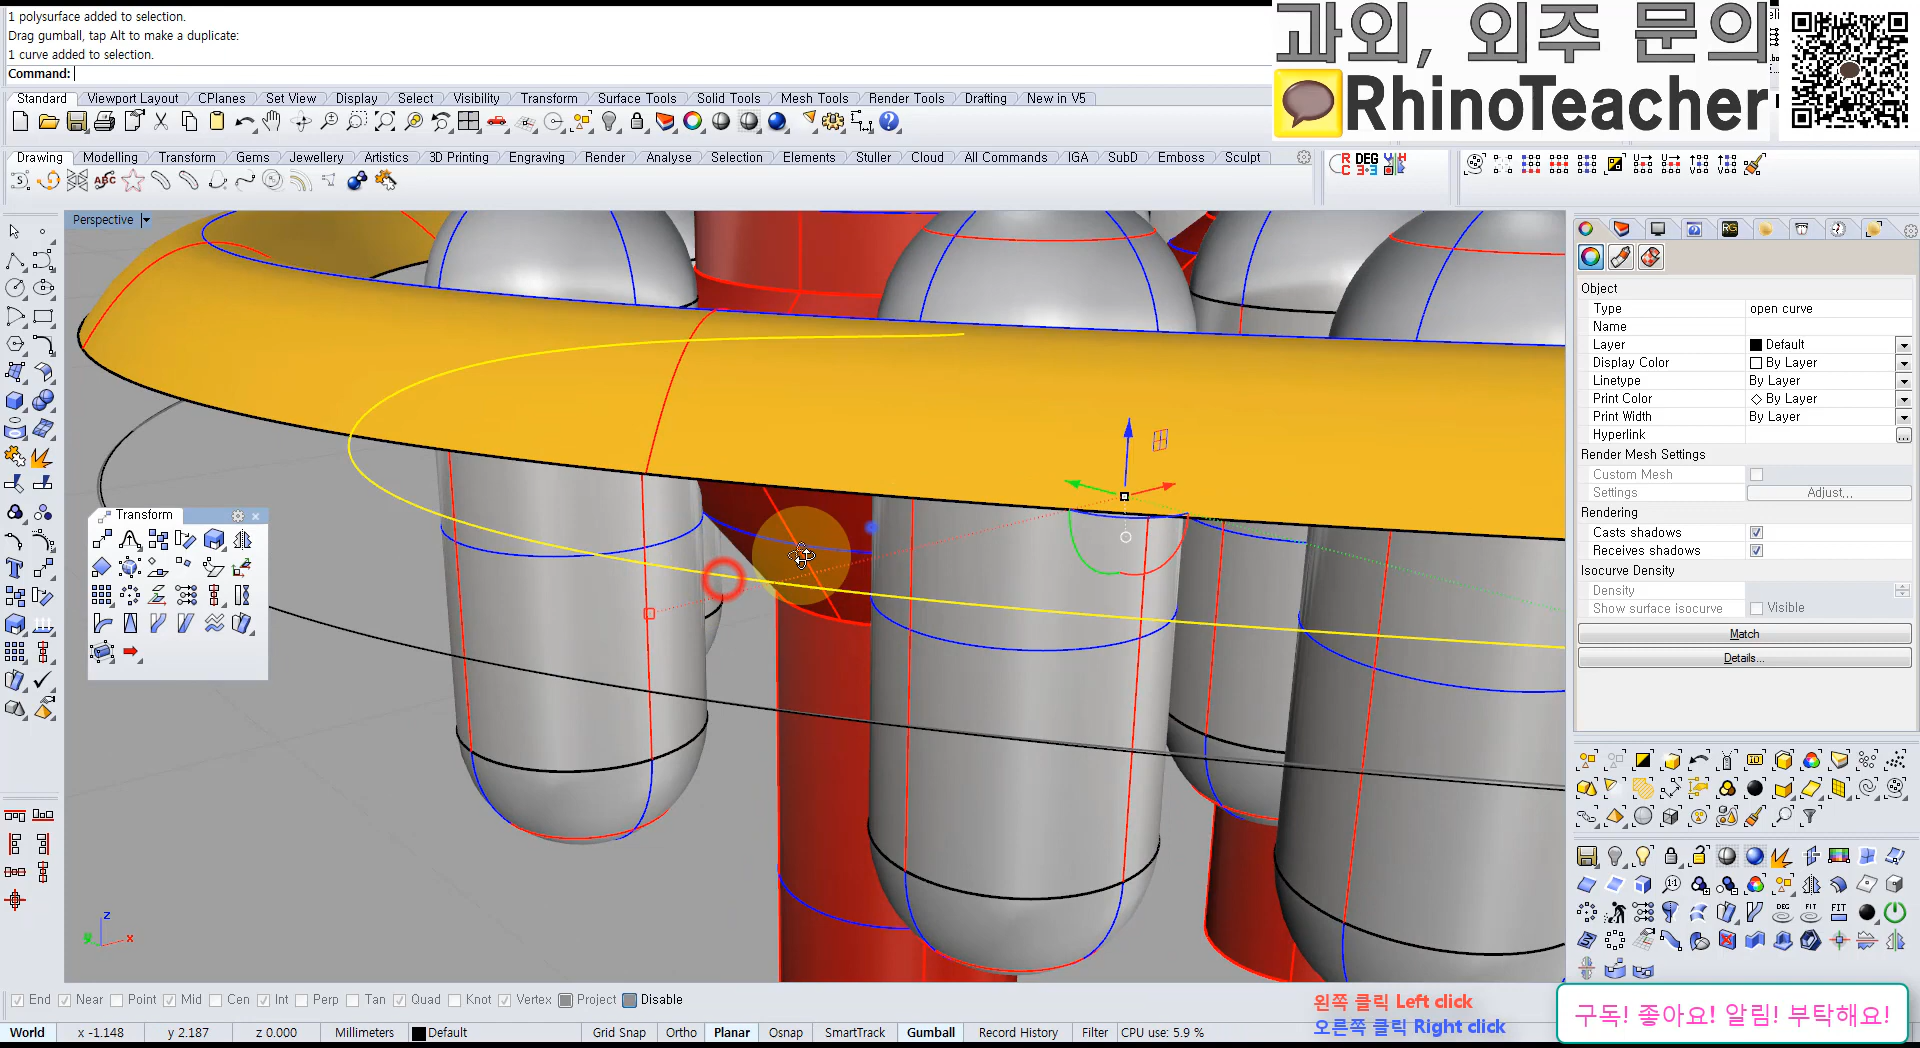 1 polysurface added to selection.
Drag gumball, tap Alt to make a duplicate:
1 curve added to selection.
Command:
과외, 외주 문의
RhinoTeacher
Standard Viewport Layout CPlanes Set View Display Select Visibility Transform Surface Tools Solid Tools Mesh Tools Render Tools Drafting New in V5
Drawing Modelling Transform Gems Jewellery Artistics 3D Printing Engraving Render Analyse Selection Elements Stuller Cloud All Commands IGA SubD Emboss Sculpt
Perspective
Transform
Object
Type open curve
Name
Layer Default
Display Color By Layer
Linetype By Layer
Print Color By Layer
Print Width By Layer
Hyperlink ...
Render Mesh Settings
Custom Mesh
Settings Adjust...
Rendering
Casts shadows
Receives shadows
Isocurve Density
Density
Show surface isocurve Visible
Match
Details...
z
y x
End Near Point Mid Cen Int Perp Tan Quad Knot Vertex Project Disable
왼쪽 클릭 Left click
오른쪽 클릭 Right click
구독! 좋아요! 알림! 부탁해요!
World x -1.148 y 2.187 z 0.000 Millimeters Default Grid Snap Ortho Planar Osnap SmartTrack Gumball Record History Filter CPU use: 5.9 %